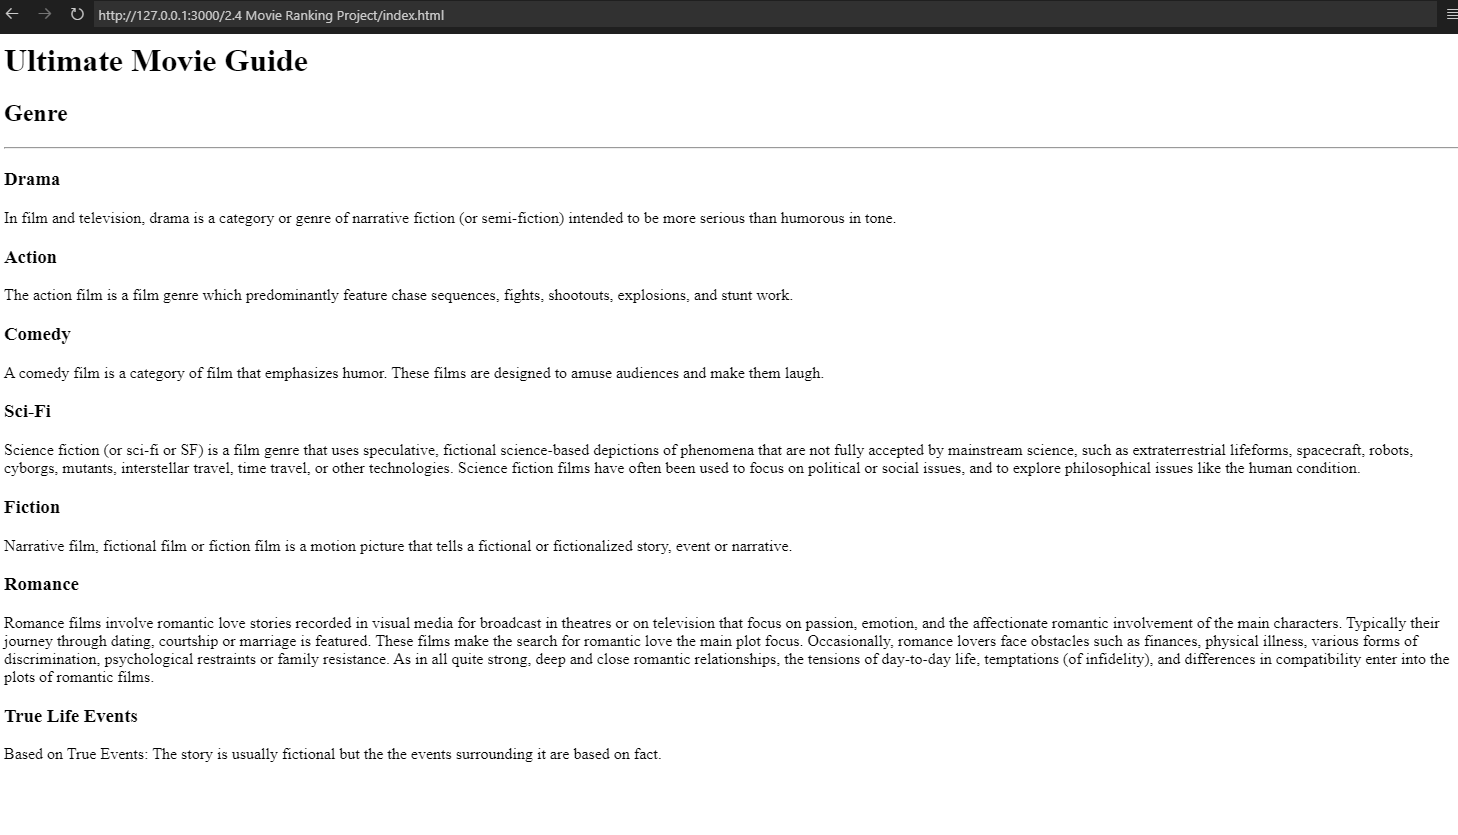 http://127.0.0.1:3000/2.4 Movie Ranking Project/index.html
Ultimate Movie Guide
Genre
Drama
In film and television, drama is a category or genre of narrative fiction (or semi-fiction) intended to be more serious than humorous in tone.
Action
The action film is a film genre which predominantly feature chase sequences, fights, shootouts, explosions, and stunt work.
Comedy
A comedy film is a category of film that emphasizes humor. These films are designed to amuse audiences and make them laugh.
Sci-Fi
Science fiction (or sci-fi or SF) is a film genre that uses speculative, fictional science-based depictions of phenomena that are not fully accepted by mainstream science, such as extraterrestrial lifeforms, spacecraft, robots,
cyborgs, mutants, interstellar travel, time travel, or other technologies. Science fiction films have often been used to focus on political or social issues, and to explore philosophical issues like the human condition.
Fiction
Narrative film, fictional film or fiction film is a motion picture that tells a fictional or fictionalized story, event or narrative.
Romance
Romance films involve romantic love stories recorded in visual media for broadcast in theatres or on television that focus on passion, emotion, and the affectionate romantic involvement of the main characters. Typically their
journey through dating, courtship or marriage is featured. These films make the search for romantic love the main plot focus. Occasionally, romance lovers face obstacles such as finances, physical illness, various forms of
discrimination, psychological restraints or family resistance. As in all quite strong, deep and close romantic relationships, the tensions of day-to-day life, temptations (of infidelity), and differences in compatibility enter into the
plots of romantic films.
True Life Events
Based on True Events: The story is usually fictional but the the events surrounding it are based on fact.